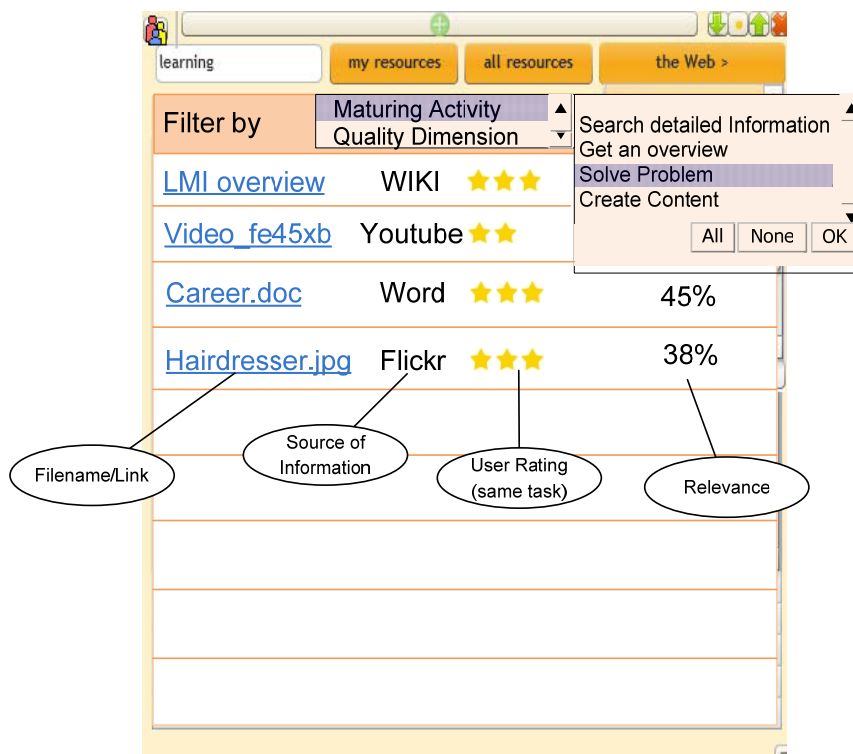 learning
my resources
all resources
the Web >
Filter by
Maturing Activity
Quality Dimension
Search detailed Information
Get an overview
Solve Problem
Create Content
All None OK
LMI overview WIKI
Video_fe45xb Youtube
Career.doc Word 45%
Hairdresser.jpg Flickr 38%
Filename/Link
Source of
Information
User Rating
(same task)
Relevance